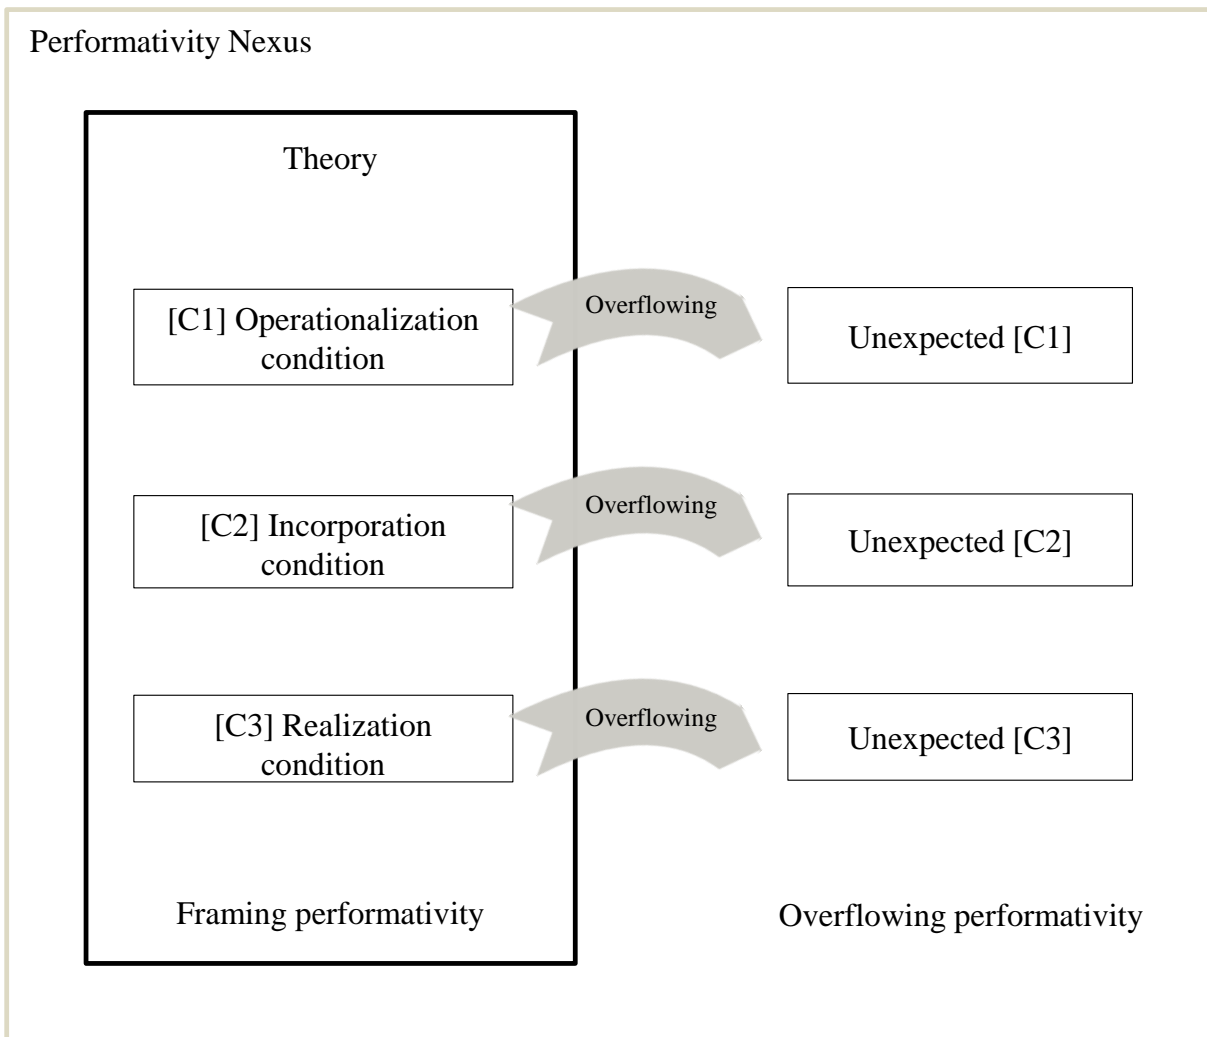 Performativity Nexus
Theory
[C1] Operationalization
condition
Overflowing
Unexpected [C1]
[C2] Incorporation
condition
Overflowing
Unexpected [C2]
[C3] Realization
condition
Overflowing
Unexpected [C3]
Framing performativity
Overflowing performativity